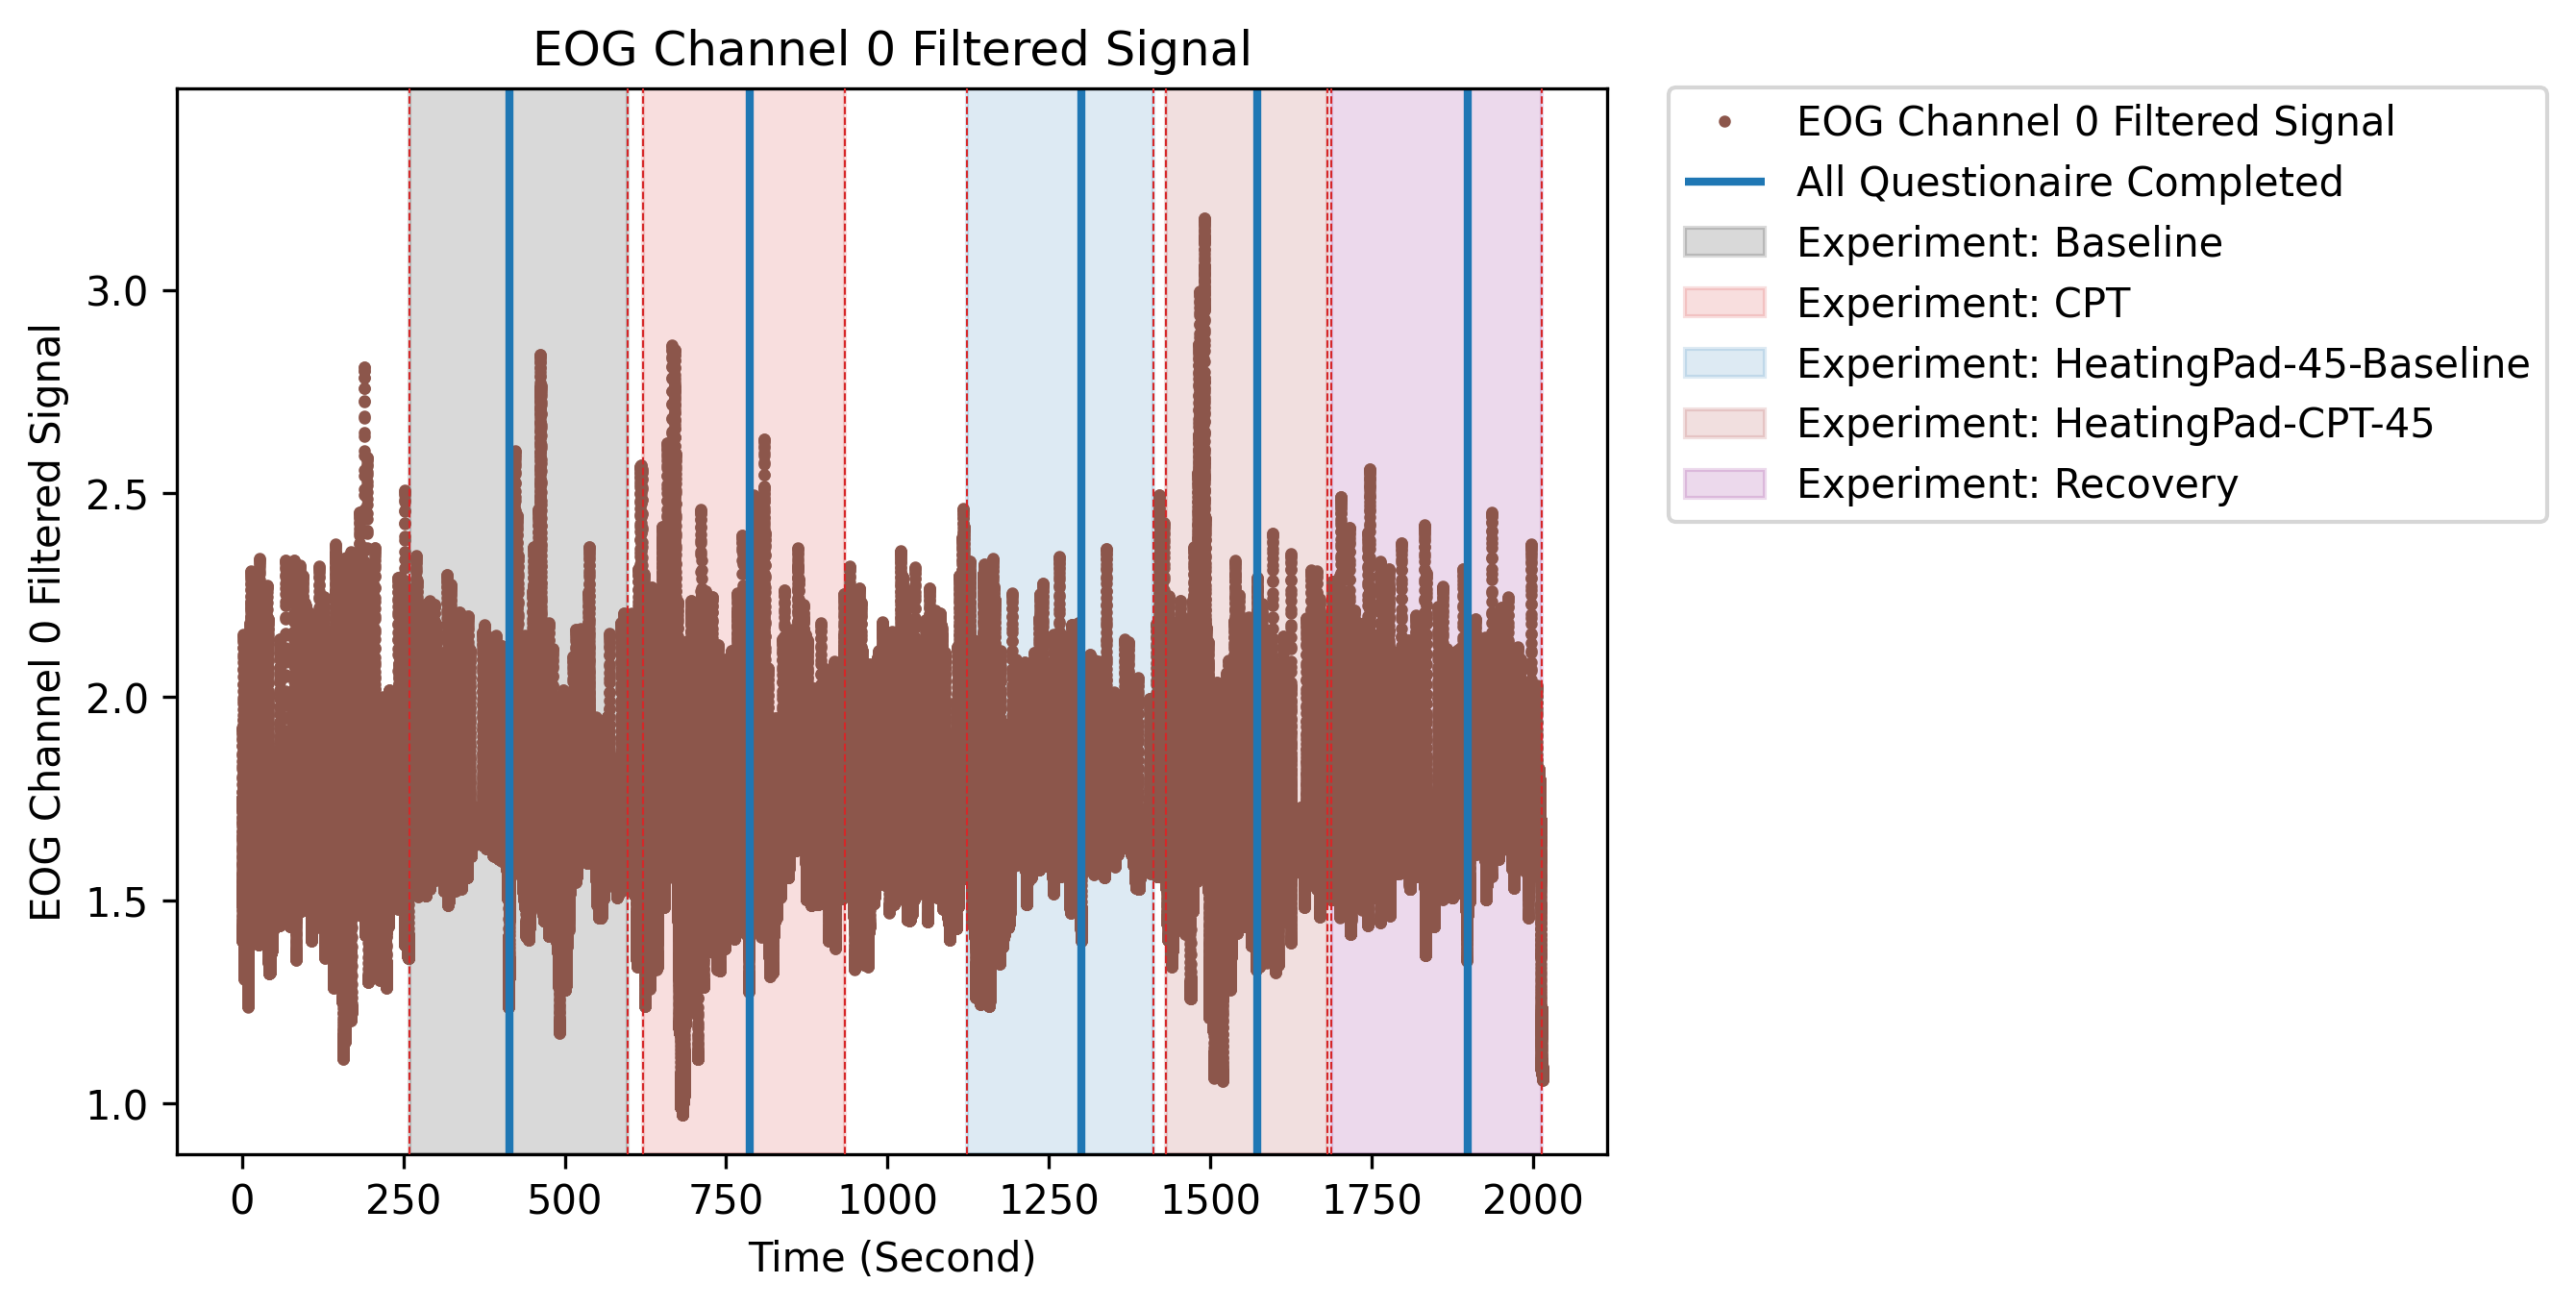 EOG Channel 0 Filtered Signal
EOG Channel 0 Filtered Signal
3.0
2.5
2.0
1.5
1.0
0 250 500 750 1000 1250 1500 1750 2000
Time (Second)
EOG Channel 0 Filtered Signal
All Questionaire Completed
Experiment: Baseline
Experiment: CPT
Experiment: HeatingPad-45-Baseline
Experiment: HeatingPad-CPT-45
Experiment: Recovery